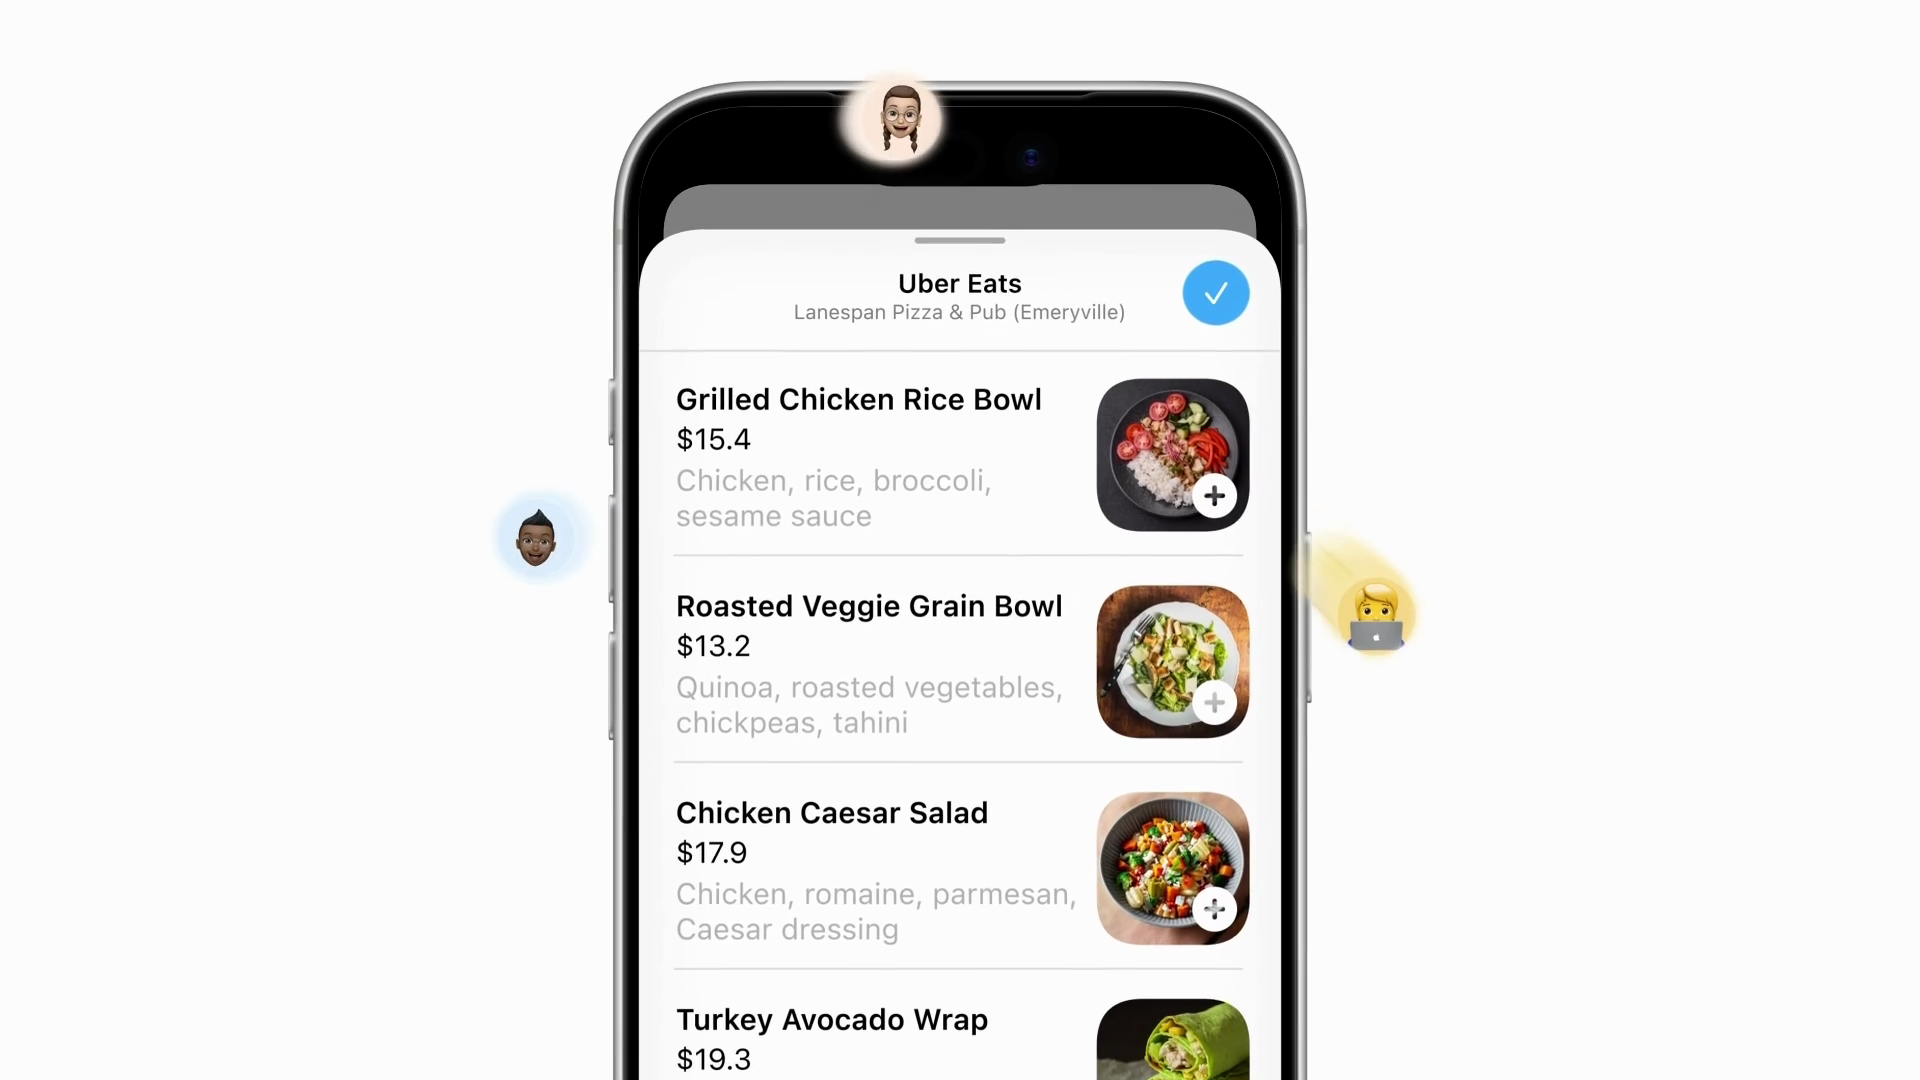 Uber Eats
Lanespan Pizza & Pub (Emeryville)
Grilled Chicken Rice Bowl
$15.4
Chicken, rice, broccoli,
sesame sauce
Roasted Veggie Grain Bowl
$13.2
Quinoa, roasted vegetables,
chickpeas, tahini
Chicken Caesar Salad
$17.9
Chicken, romaine, parmesan,
Caesar dressing
Turkey Avocado Wrap
$19.3